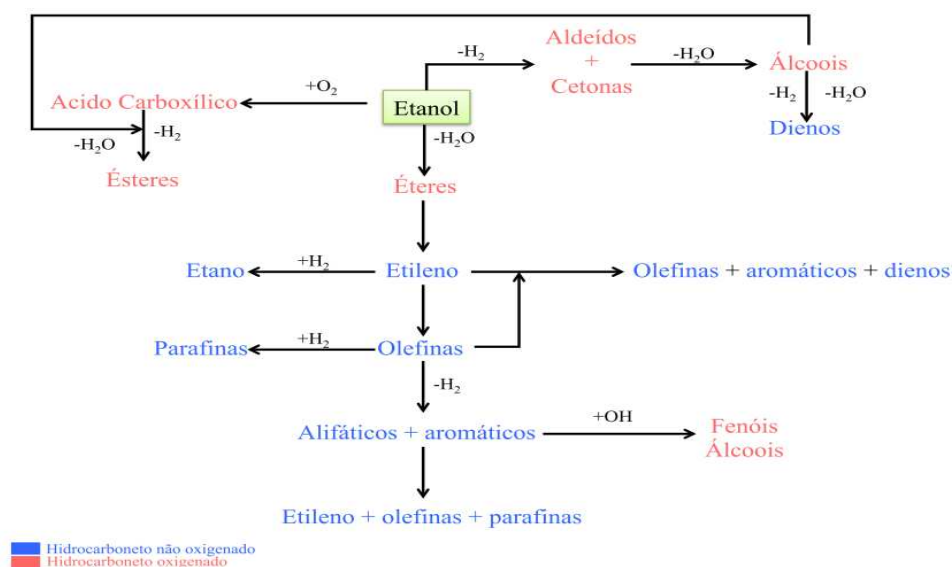 -H₂
Aldeídos
+
Cetonas
-H₂O
Álcoois
-H₂
-H₂O
Dienos
Acido Carboxílico
+O₂
Etanol
-H₂O
-H₂O
-H₂
Ésteres
Éteres
Etano
+H₂
Etileno
Olefinas + aromáticos + dienos
Parafinas
+H₂
Olefinas
-H₂
Alifáticos + aromáticos
+OH
Fenóis
Álcoois
Etileno + olefinas + parafinas
Hidrocarboneto não oxigenado
Hidrocarboneto oxigenado